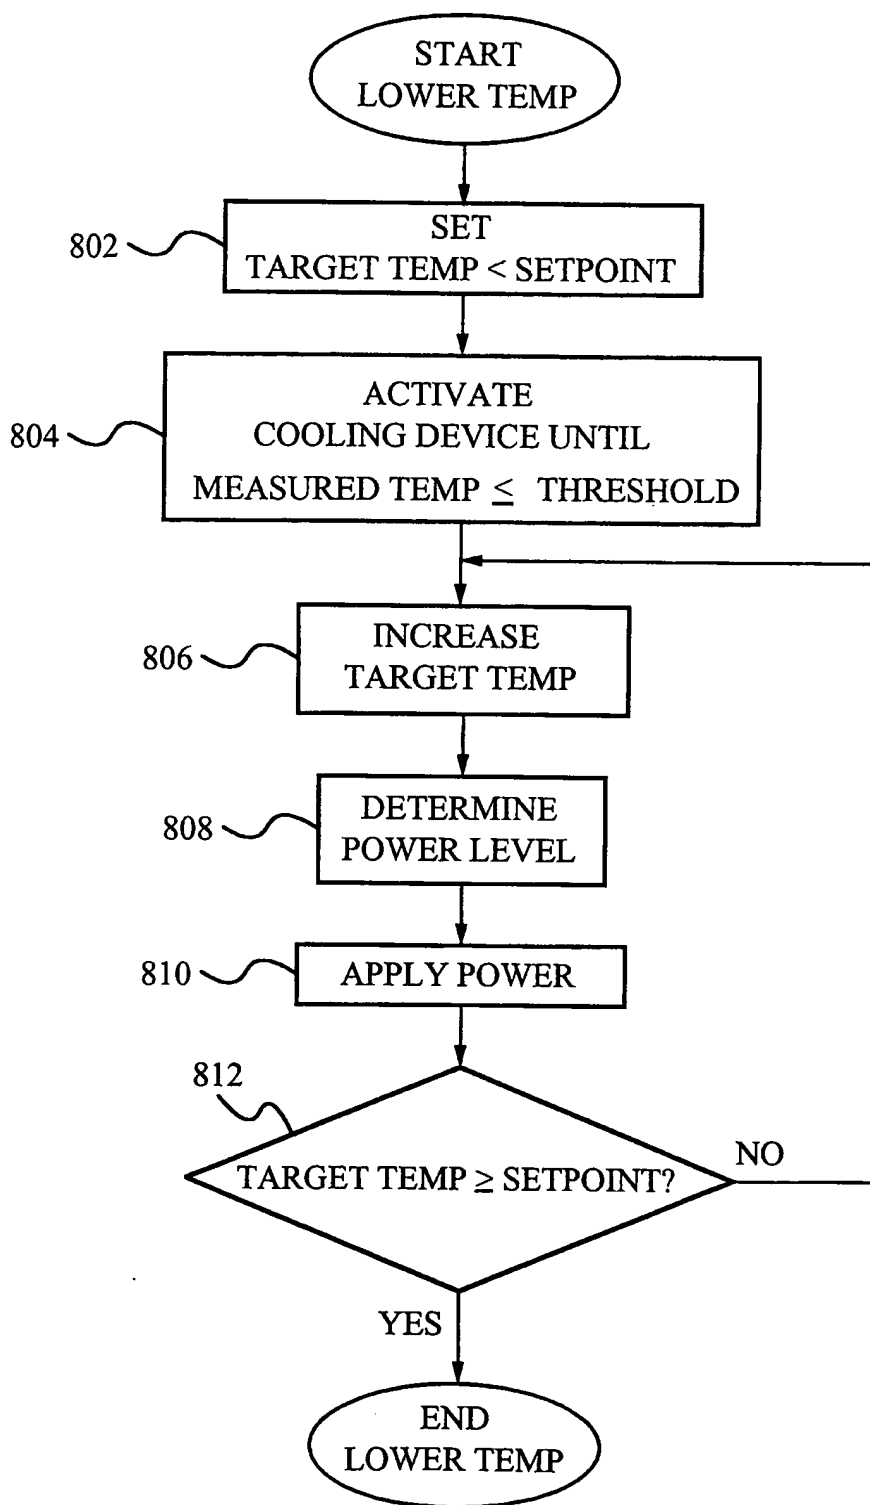 START
LOWER TEMP
802
SET
TARGET TEMP < SETPOINT
804
ACTIVATE
COOLING DEVICE UNTIL
MEASURED TEMP ≤ THRESHOLD
806
INCREASE
TARGET TEMP
808
DETERMINE
POWER LEVEL
810
APPLY POWER
812
TARGET TEMP ≥ SETPOINT?
NO
YES
END
LOWER TEMP